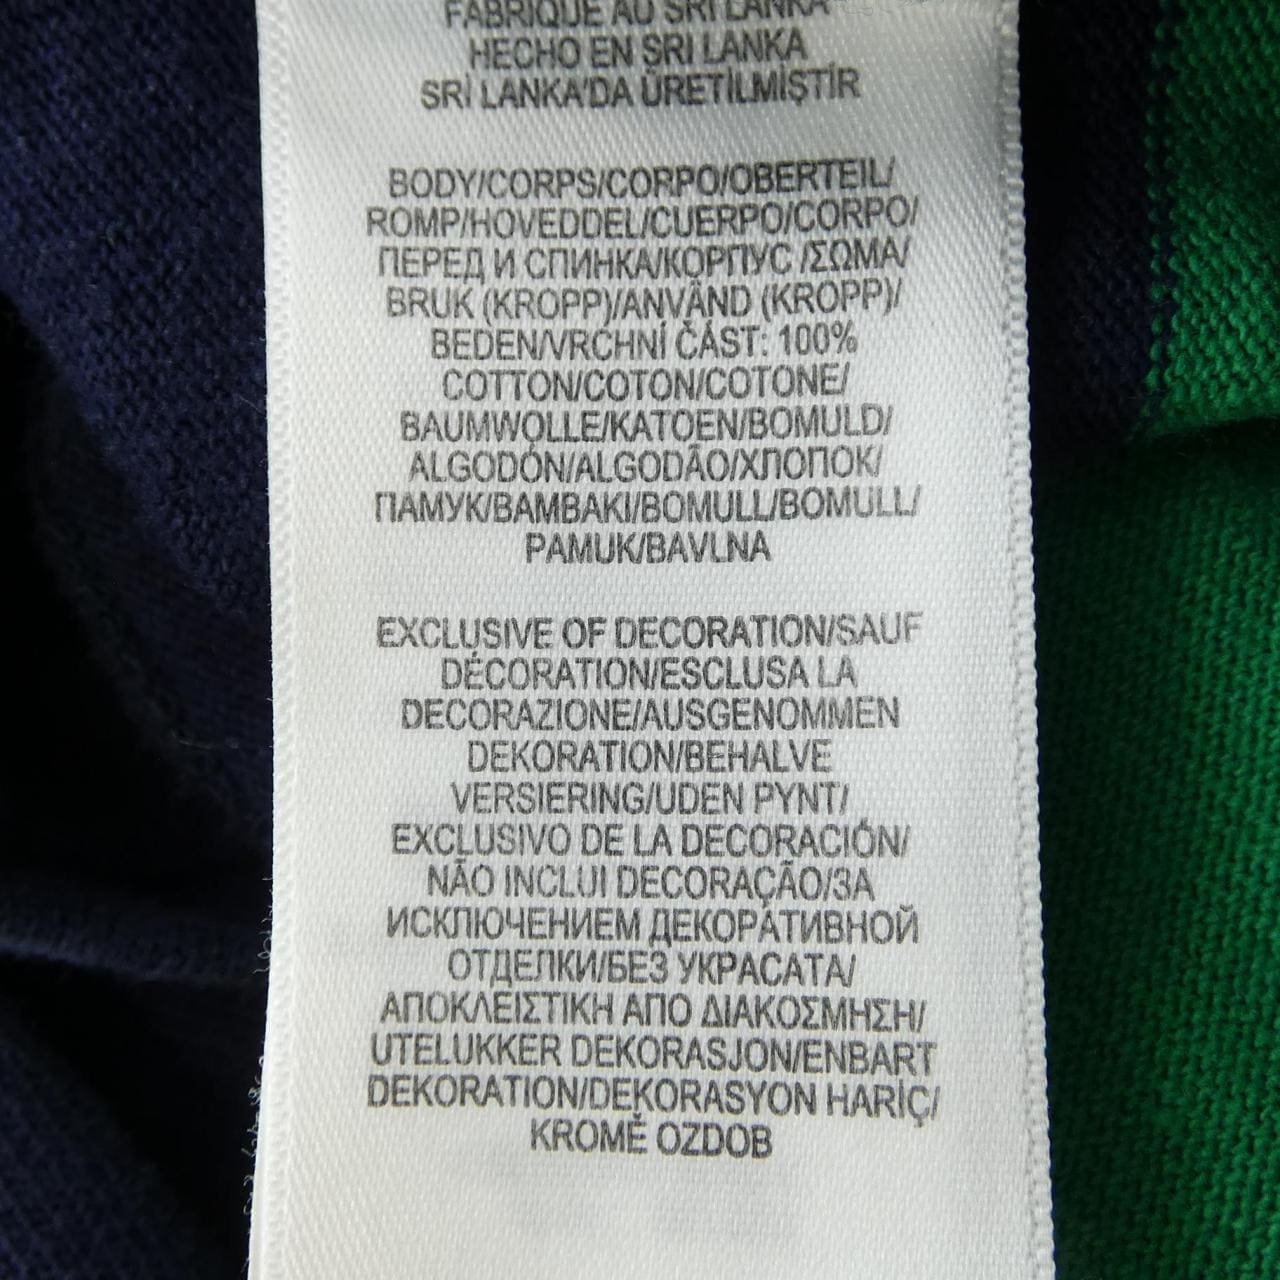 FABRIQUÉ AU SRI LANKA
HECHO EN SRI LANKA
SRİ LANKA'DA ÜRETİLMİŞTİR
BODY/CORPS/CORPO/OBERTEIL/
ROMP/HOVEDDEL/CUERPO/CORPO/
ПЕРЕД И СПИНКА/КОРПУС /ΣΩΜΑ/
BRUK (KROPP)/ANVÄND (KROPP)/
BEDEN/VRCHNÍ ČÁST: 100%
COTTON/COTON/COTONE/
BAUMWOLLE/KATOEN/BOMULD/
ALGODÓN/ALGODÃO/ХЛОПОК/
ПАМУК/BAMBAKI/BOMULL/BOMULL/
PAMUK/BAVLNA
EXCLUSIVE OF DECORATION/SAUF
DÉCORATION/ESCLUSA LA
DECORAZIONE/AUSGENOMMEN
DEKORATION/BEHALVE
VERSIERING/UDEN PYNT/
EXCLUSIVO DE LA DECORACIÓN/
NÃO INCLUI DECORAÇÃO/ЗА
ИСКЛЮЧЕНИЕМ ДЕКОРАТИВНОЙ
ОТДЕЛКИ/БЕЗ УКРАСАТА/
ΑΠΟΚΛΕΙΣΤΙΚΗ ΑΠΟ ΔΙΑΚΟΣΜΗΣΗ/
UTELUKKER DEKORASJON/ENBART
DEKORATION/DEKORASYON HARİÇ/
KROMĚ OZDOB